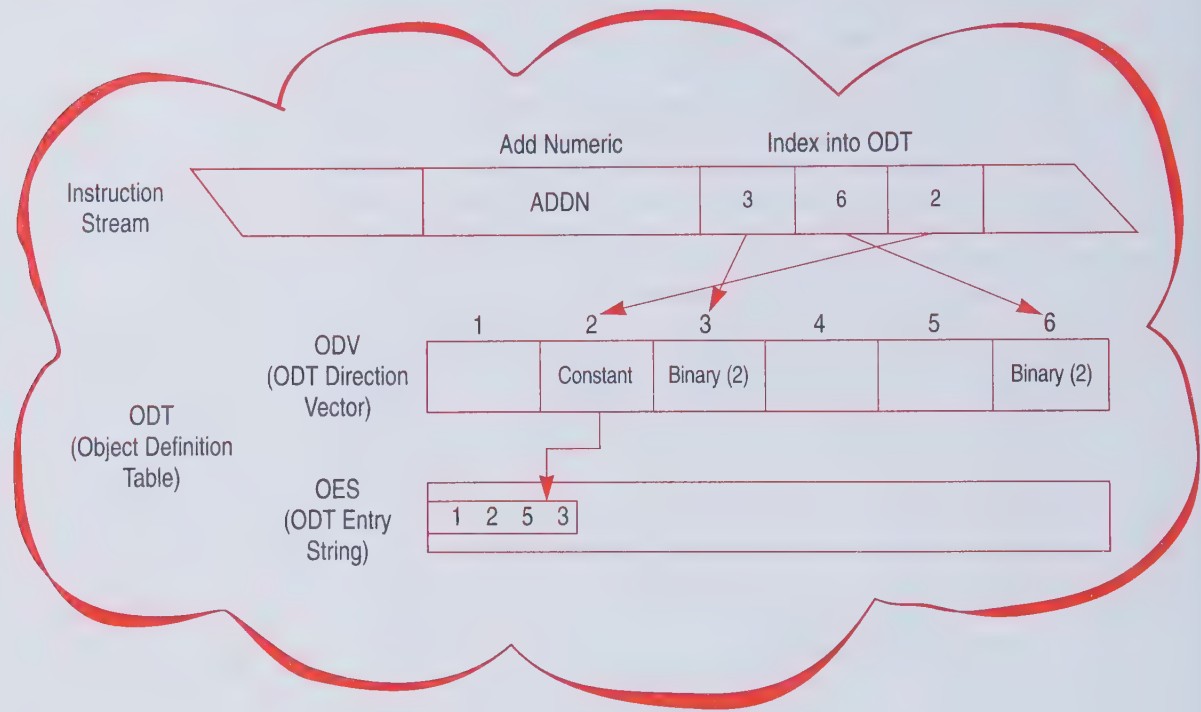 Add Numeric
Index into ODT
Instruction
Stream
ADDN
3
6
2
1
2
3
4
5
6
ODV
(ODT Direction
Vector)
Constant
Binary (2)
Binary (2)
ODT
(Object Definition
Table)
OES
(ODT Entry
String)
1 2 5 3